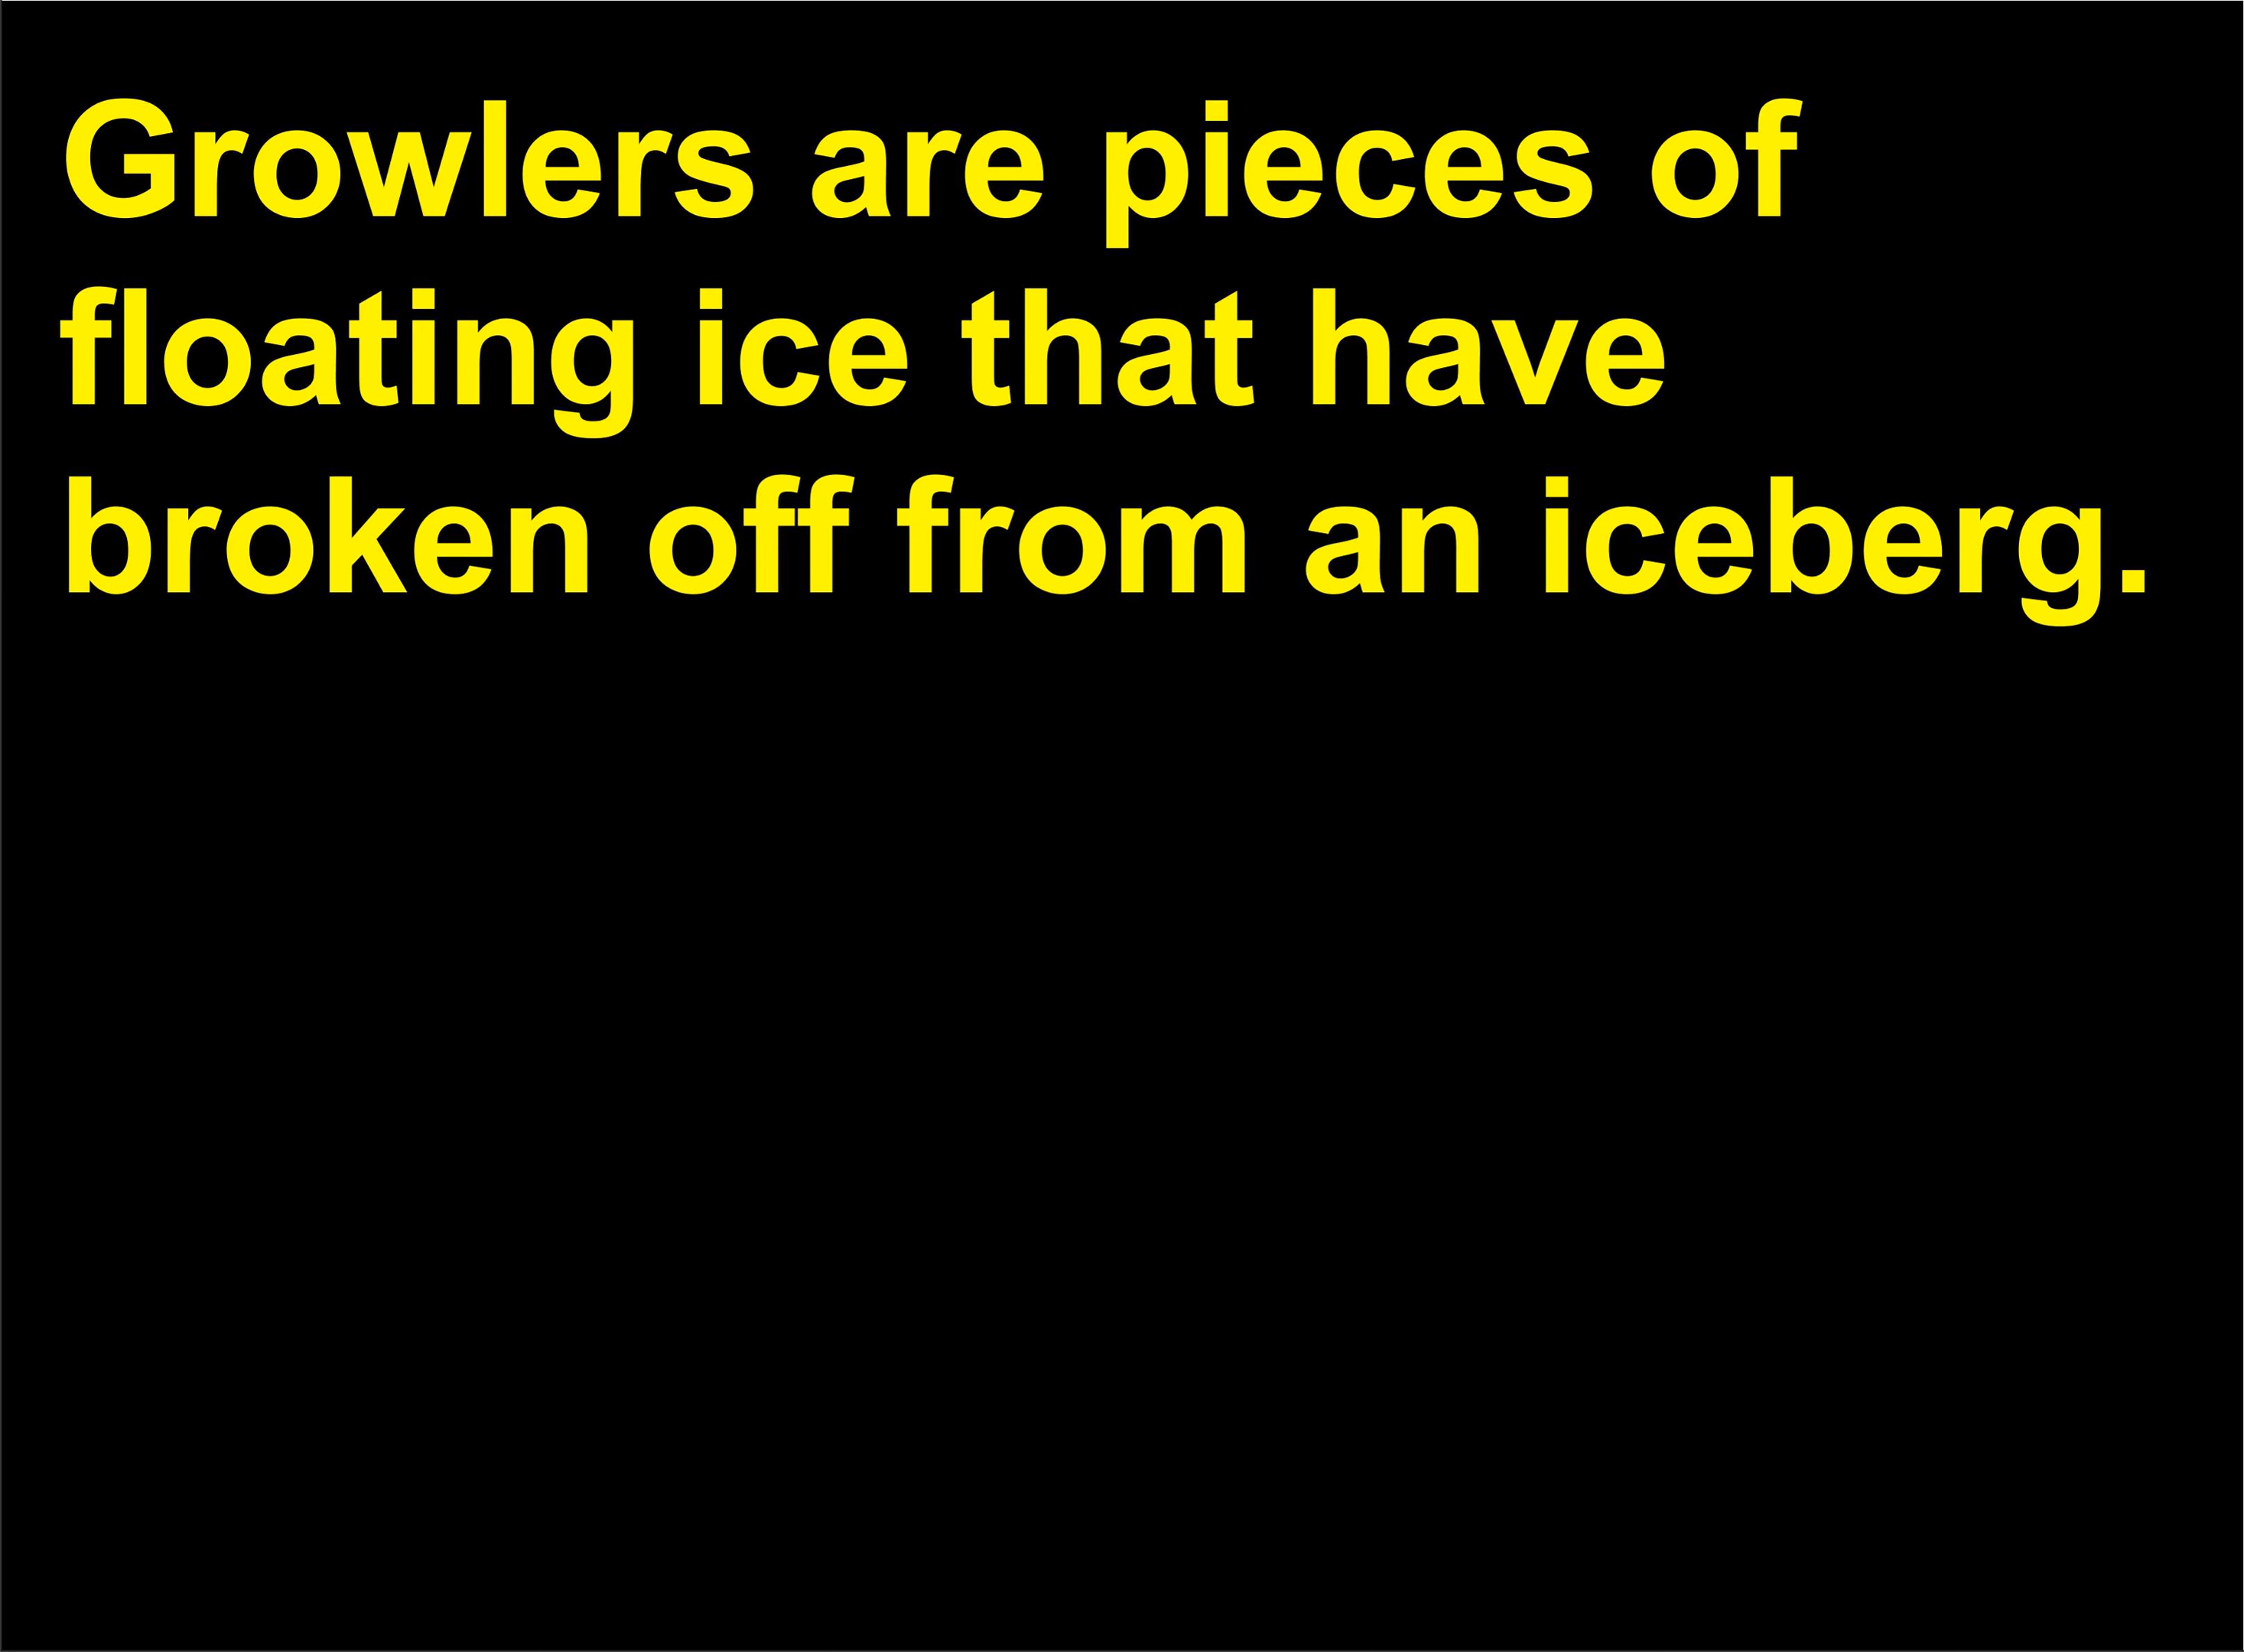 Growlers are pieces of
floating ice that have
broken off from an iceberg.